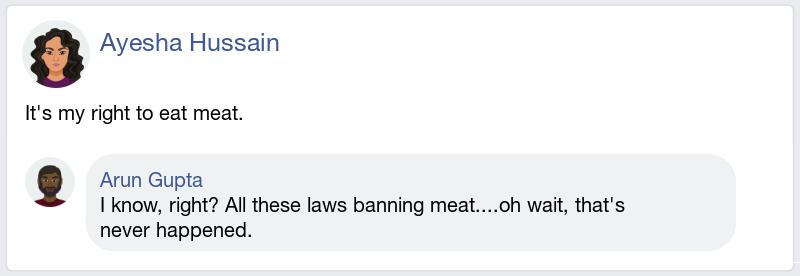 Ayesha Hussain
It's my right to eat meat.
Arun Gupta
I know, right? All these laws banning meat....oh wait, that's
never happened.